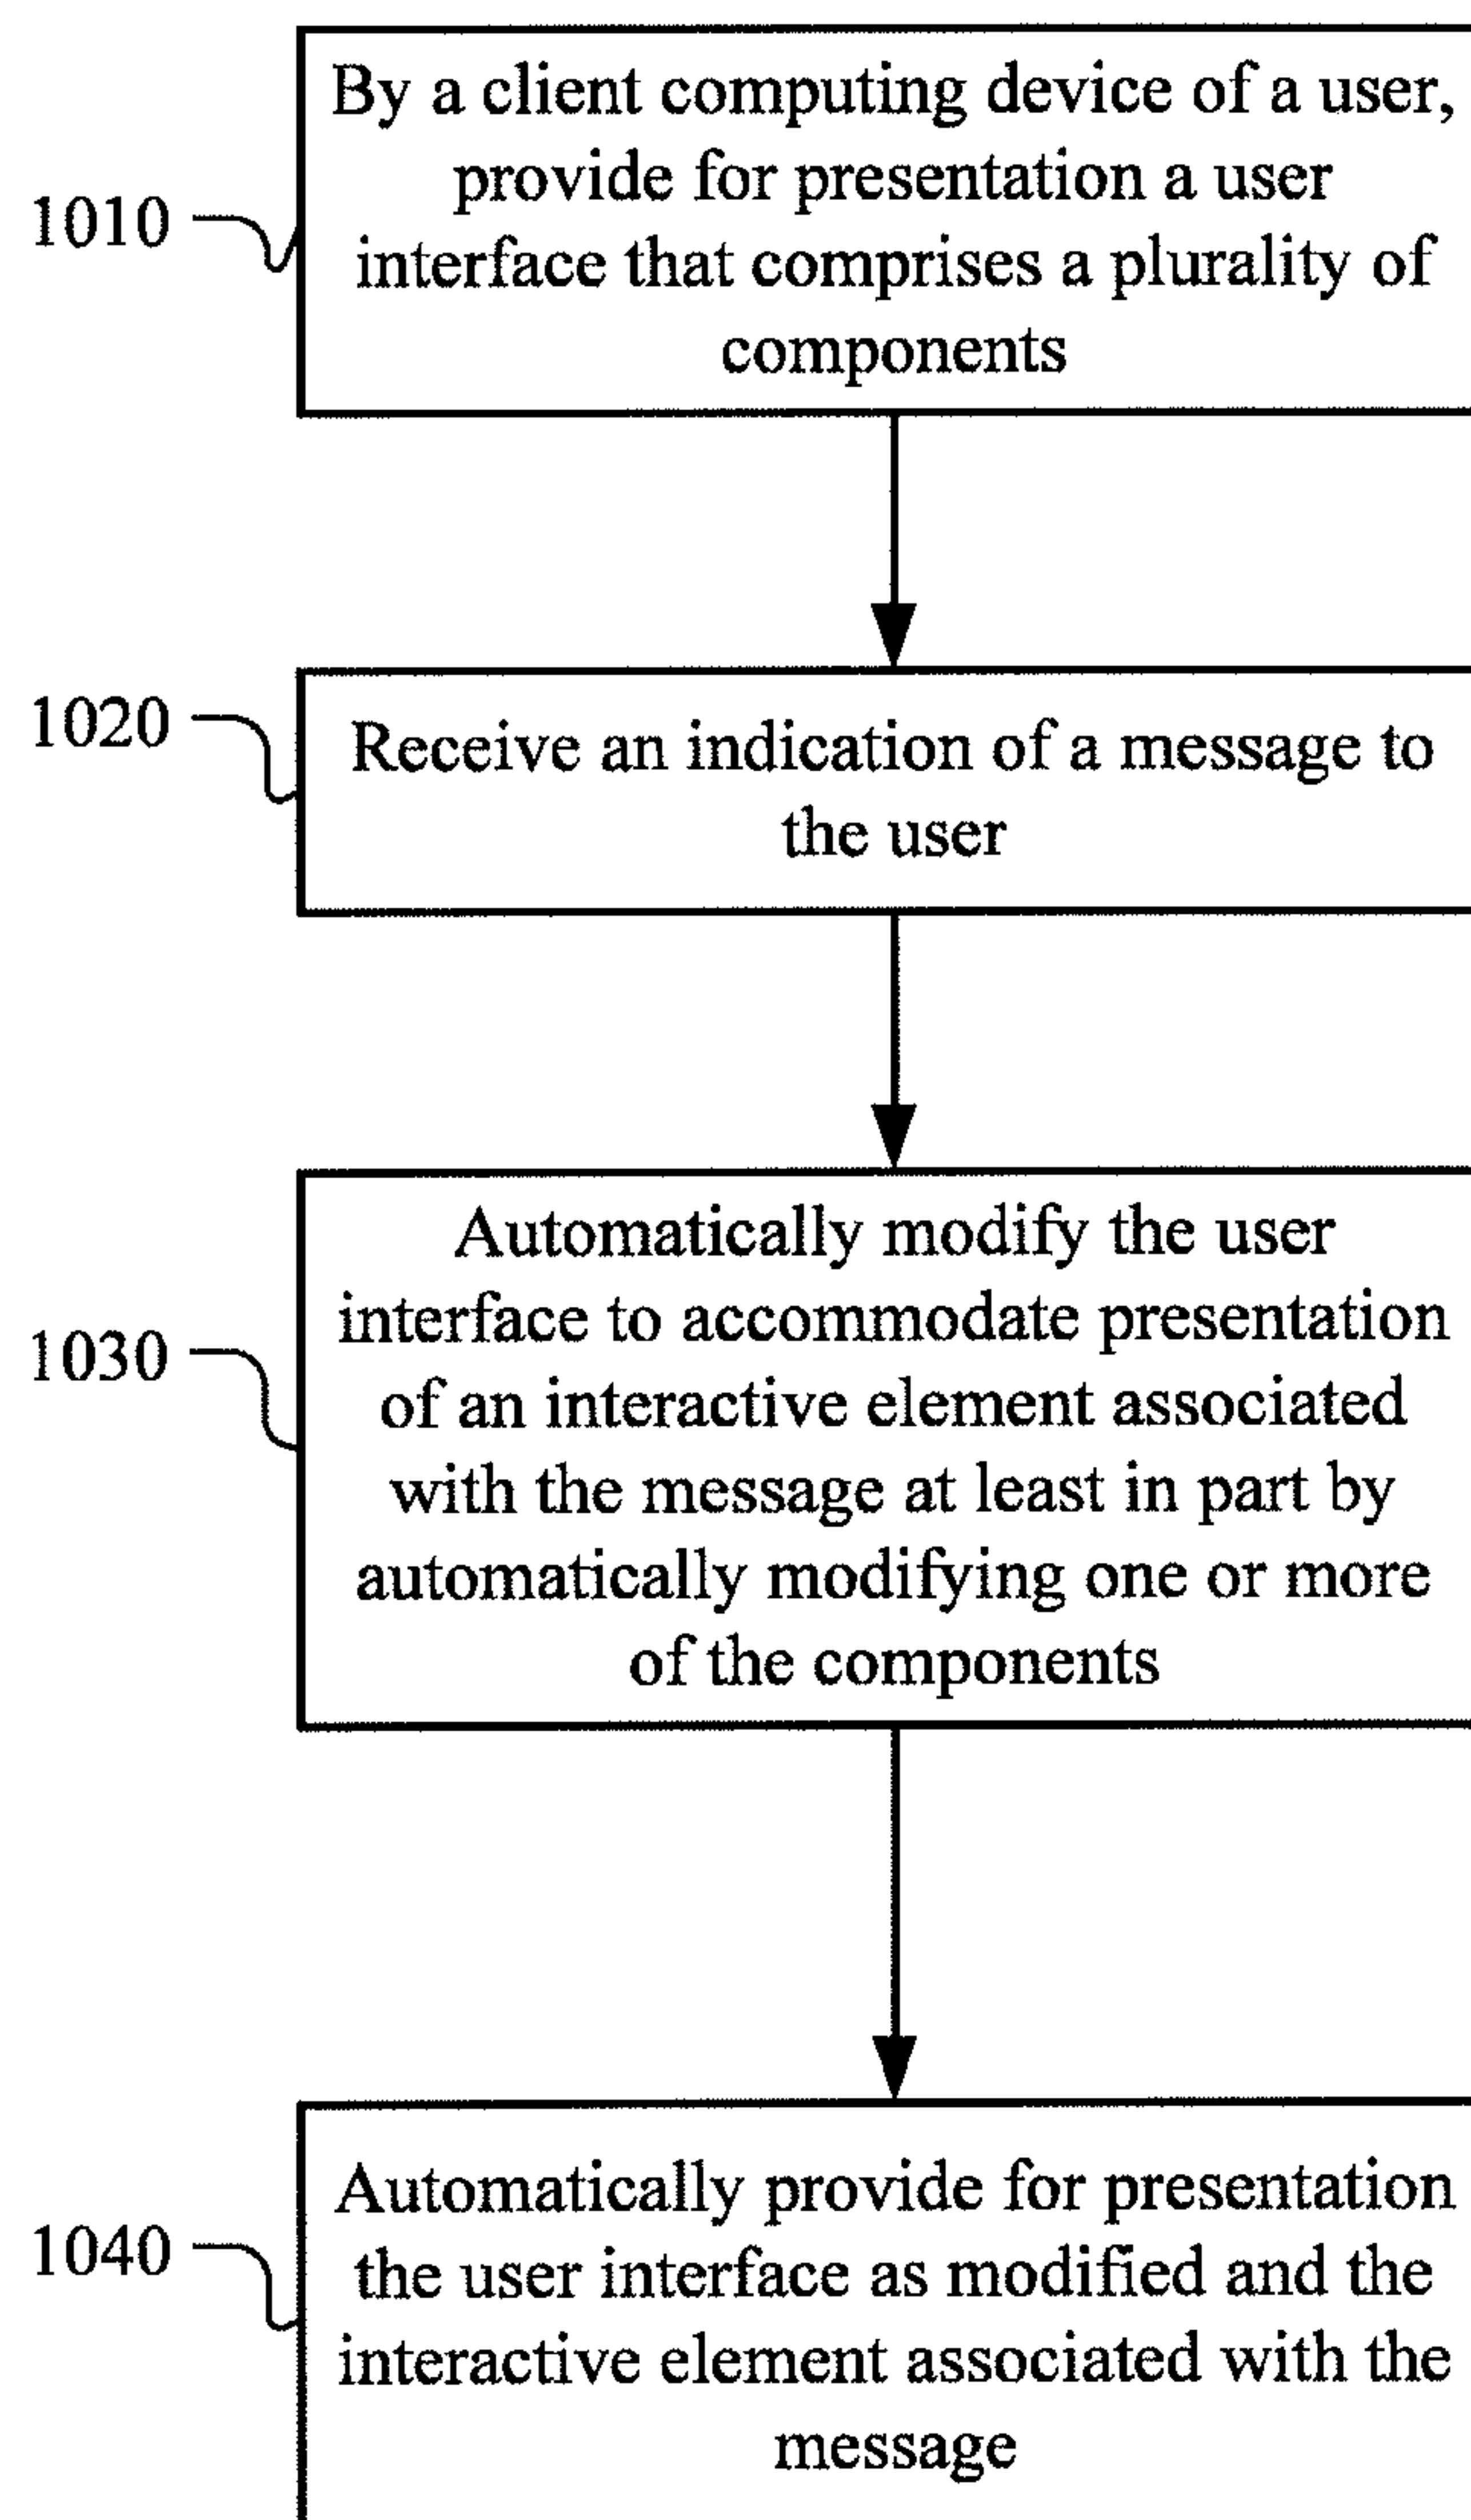 By a client computing device of a user,
provide for presentation a user
1010
interface that comprises a plurality of
components
1020
Receive an indication of a message to
the user
Automatically modify the user
interface to accommodate presentation
1030
of an interactive element associated
with the message at least in part by
automatically modifying one or more
of the components
Automatically provide for presentation
1040
the user interface as modified and the
interactive element associated with the
message